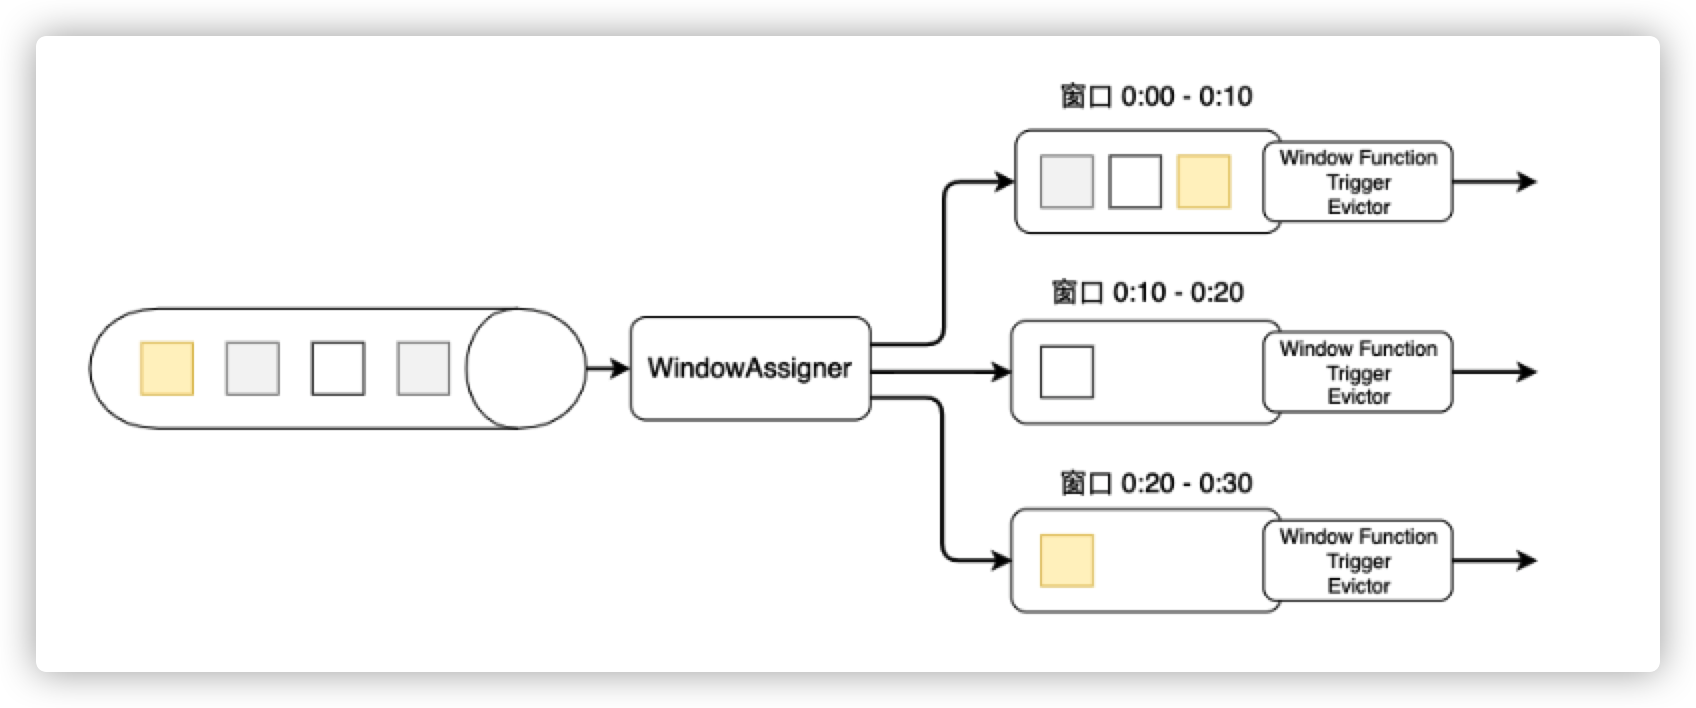 窗口 0:00 - 0:10
Window Function
Trigger
Evictor
窗口 0:10 - 0:20
WindowAssigner
Window Function
Trigger
Evictor
窗口 0:20 - 0:30
Window Function
Trigger
Evictor